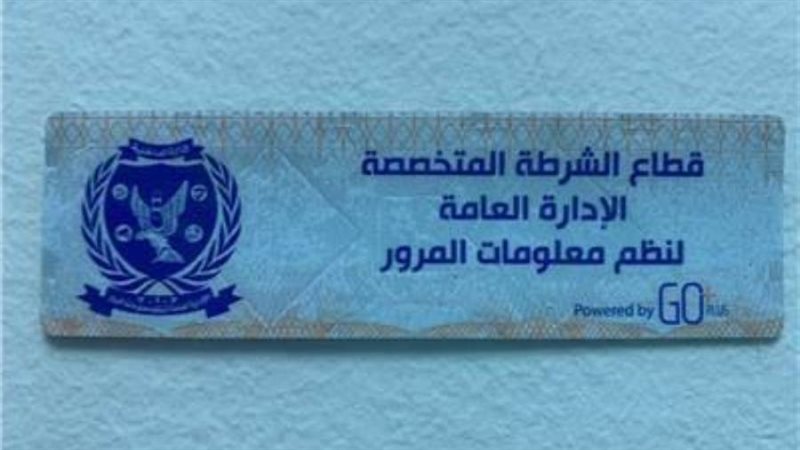 قطاع الشرطة المتخصصة
الإدارة العامة
لنظم معلومات المرور
Powered by GO+ PLUS